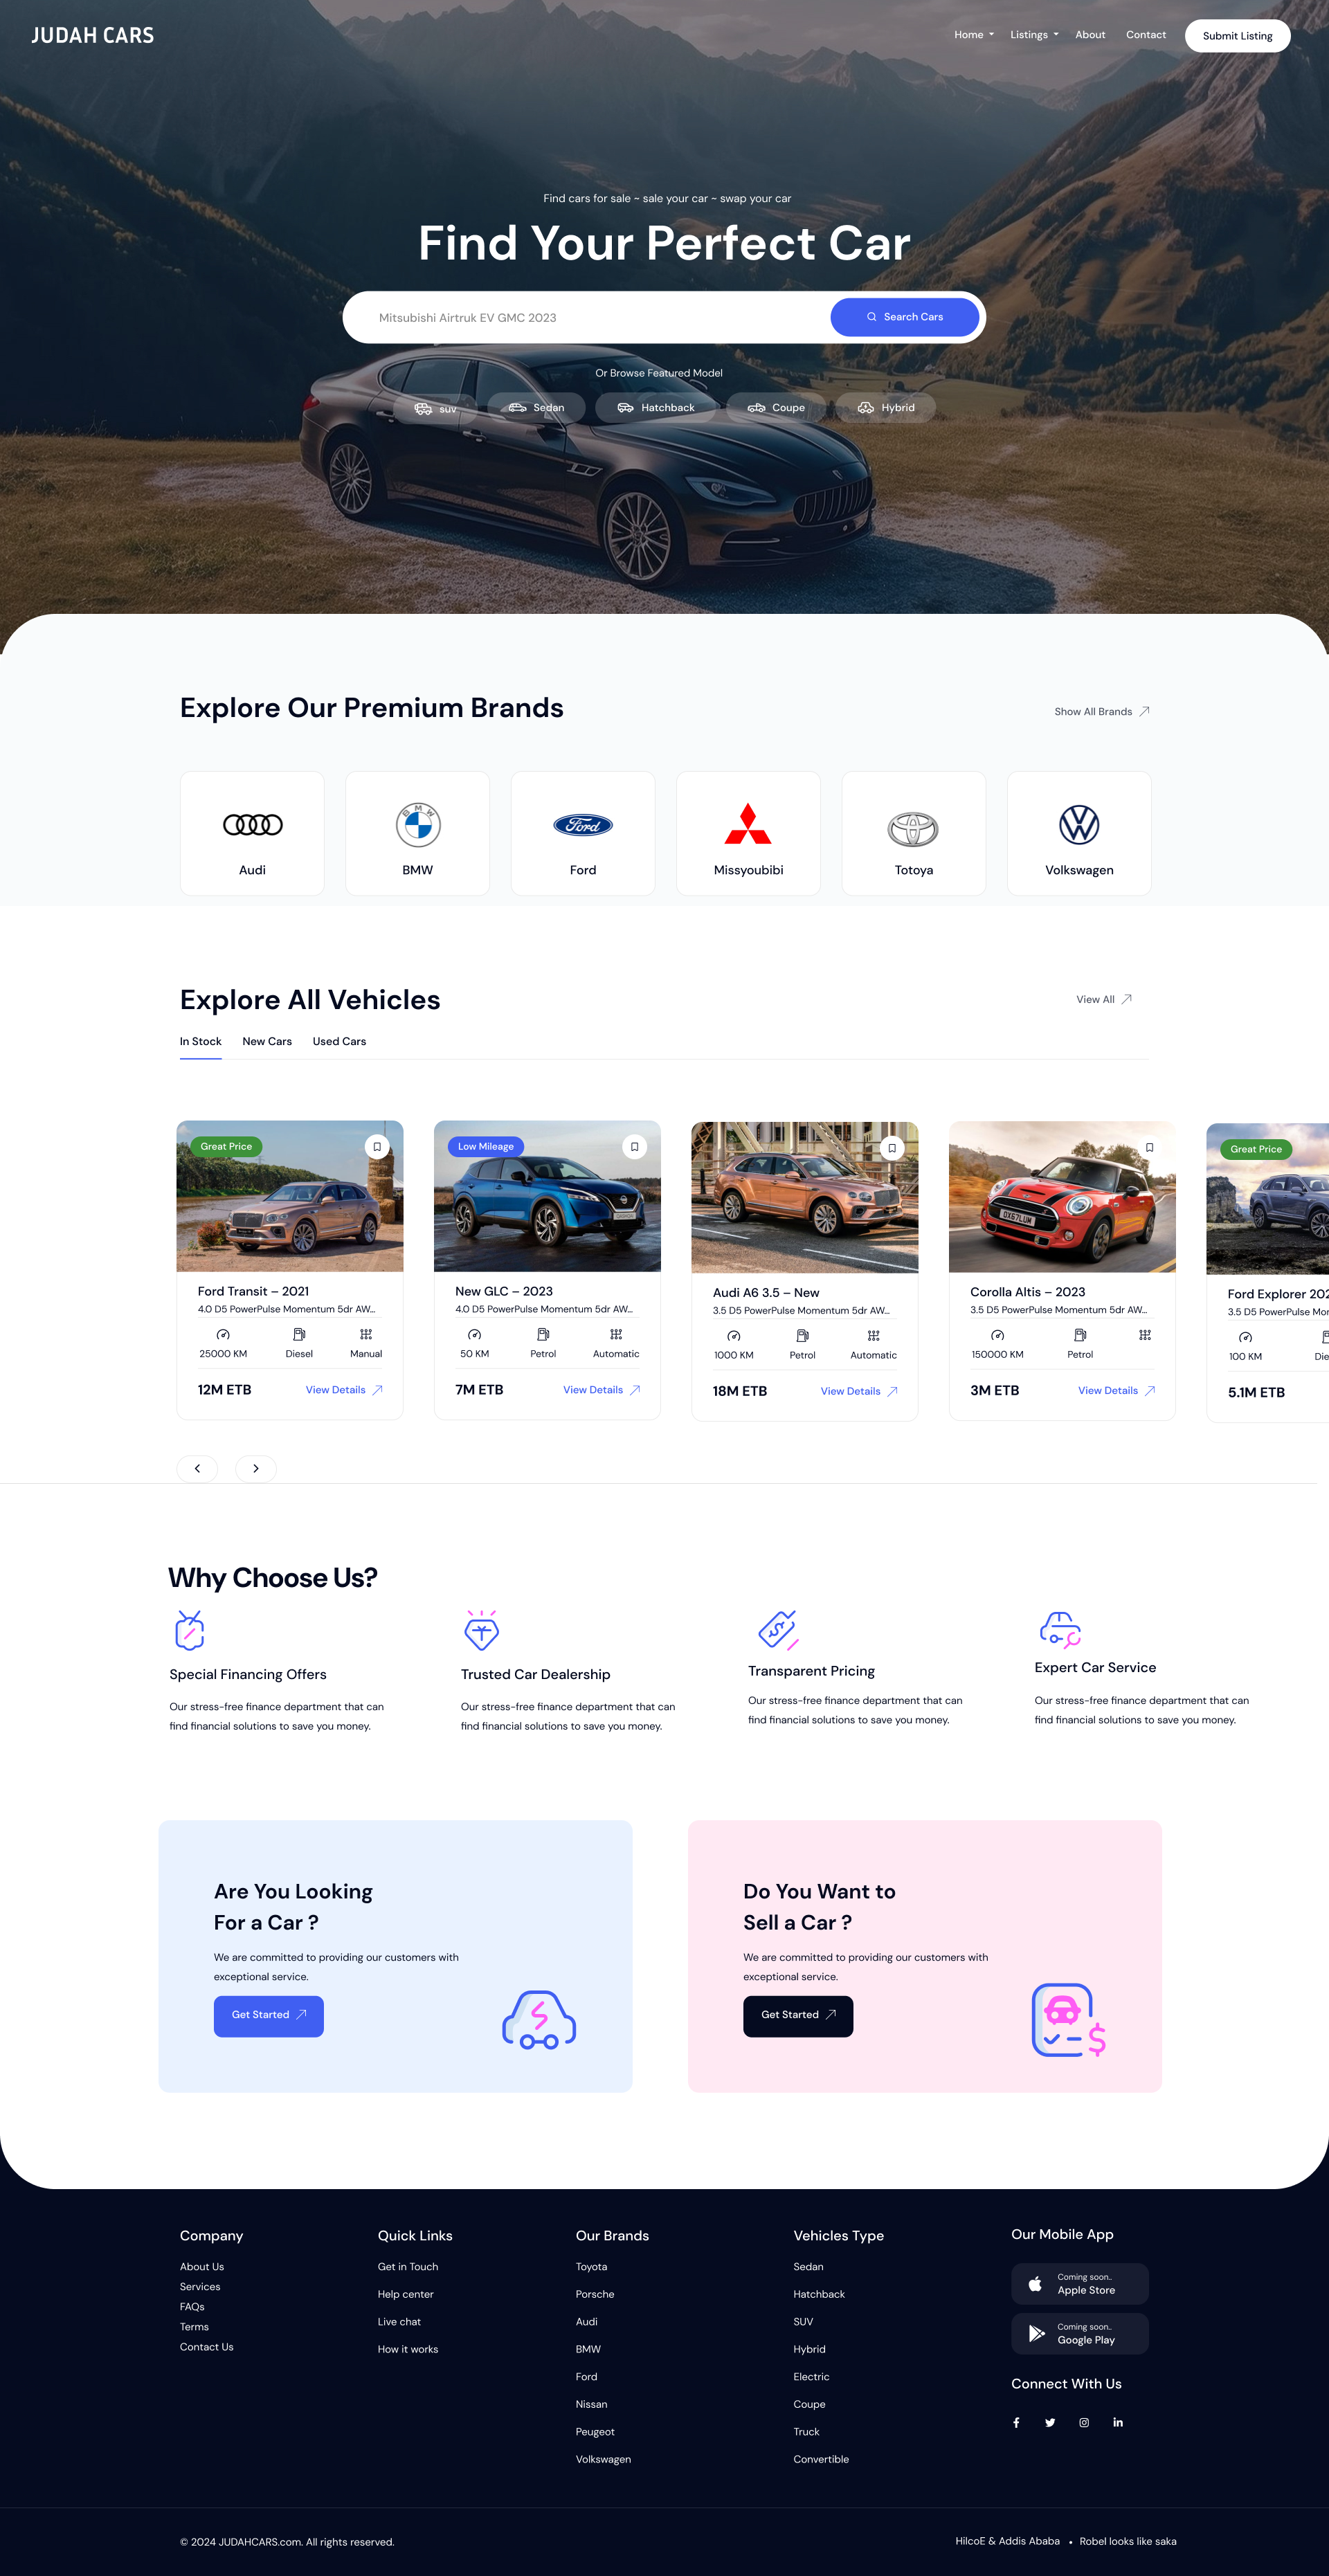 JUDAH CARS
Home
Listings
About
Contact
Submit Listing
Find cars for sale ~ sale your car ~ swap your car
Find Your Perfect Car
Mitsubishi Airtruk EV GMC 2023
Search Cars
Or Browse Featured Model
suv
Sedan
Hatchback
Coupe
Hybrid
Explore Our Premium Brands
Show All Brands
BMW
Ford
Audi
BMW
Ford
Missyoubibi
Totoya
Volkswagen
Explore All Vehicles
View All
In Stock
New Cars
Used Cars
Great Price
Ford Transit – 2021
4.0 D5 PowerPulse Momentum 5dr AW...
25000 KM
Diesel
Manual
12M ETB
View Details
Low Mileage
New GLC – 2023
4.0 D5 PowerPulse Momentum 5dr AW...
50 KM
Petrol
Automatic
7M ETB
View Details
Audi A6 3.5 – New
3.5 D5 PowerPulse Momentum 5dr AW...
1000 KM
Petrol
Automatic
18M ETB
View Details
OX67LUM
Corolla Altis – 2023
3.5 D5 PowerPulse Momentum 5dr AW...
150000 KM
Petrol
3M ETB
View Details
Great Price
Ford Explorer 202
3.5 D5 PowerPulse Mor
100 KM
Die
5.1M ETB
Why Choose Us?
Special Financing Offers
Our stress-free finance department that can
find financial solutions to save you money.
Trusted Car Dealership
Our stress-free finance department that can
find financial solutions to save you money.
Transparent Pricing
Our stress-free finance department that can
find financial solutions to save you money.
Expert Car Service
Our stress-free finance department that can
find financial solutions to save you money.
Are You Looking
For a Car ?
We are committed to providing our customers with
exceptional service.
Get Started
Do You Want to
Sell a Car ?
We are committed to providing our customers with
exceptional service.
Get Started
Company
About Us
Services
FAQs
Terms
Contact Us
Quick Links
Get in Touch
Help center
Live chat
How it works
Our Brands
Toyota
Porsche
Audi
BMW
Ford
Nissan
Peugeot
Volkswagen
Vehicles Type
Sedan
Hatchback
SUV
Hybrid
Electric
Coupe
Truck
Convertible
Our Mobile App
Coming soon..
Apple Store
Coming soon..
Google Play
Connect With Us
© 2024 JUDAHCARS.com. All rights reserved.
HilcoE & Addis Ababa • Robel looks like saka